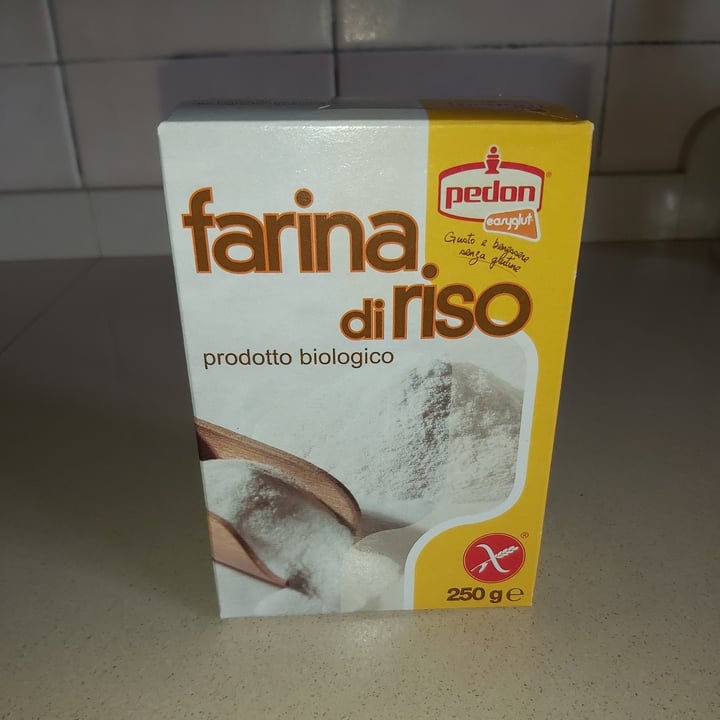 pedon®
easyglut
Gusto e benessere
senza glutine
farina
di riso
prodotto biologico
®
250 g e